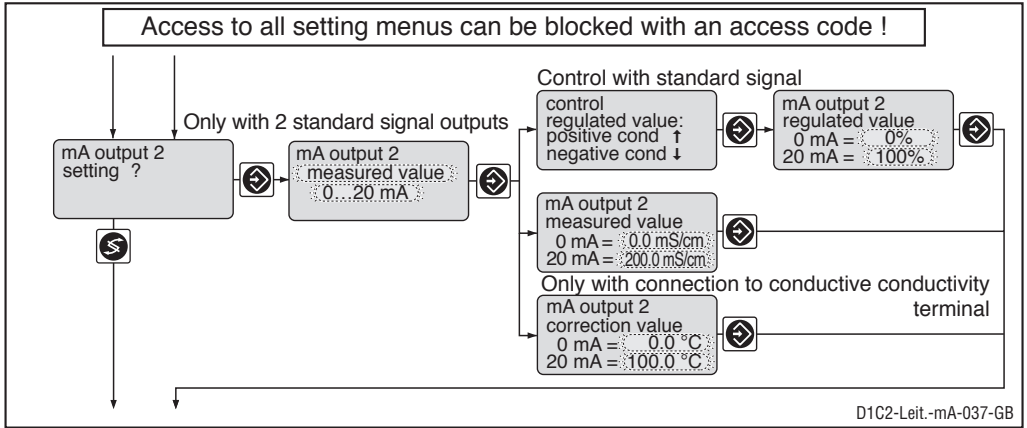 Access to all setting menus can be blocked with an access code !
Control with standard signal
Only with 2 standard signal outputs
mA output 2
setting ?
mA output 2
measured value
0...20 mA
control
regulated value:
positive cond ↑
negative cond ↓
mA output 2
regulated value
0 mA = 0%
20 mA = 100%
mA output 2
measured value
0 mA = 0.0 mS/cm
20 mA = 200.0 mS/cm
Only with connection to conductive conductivity
terminal
mA output 2
correction value
0 mA = 0.0 °C
20 mA = 100.0 °C
D1C2-Leit.-mA-037-GB